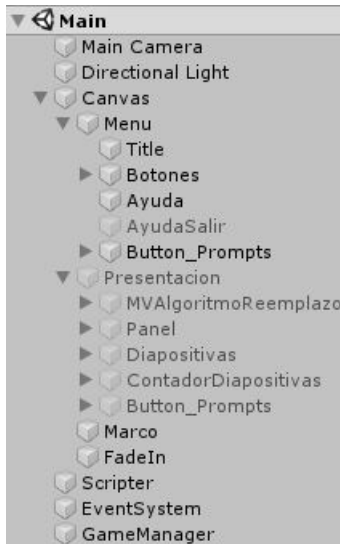 Main
Main Camera
Directional Light
Canvas
Menu
Title
Botones
Ayuda
AyudaSalir
Button_Prompts
Presentacion
MVAlgoritmoReemplazo
Panel
Diapositivas
ContadorDiapositivas
Button_Prompts
Marco
FadeIn
Scripter
EventSystem
GameManager